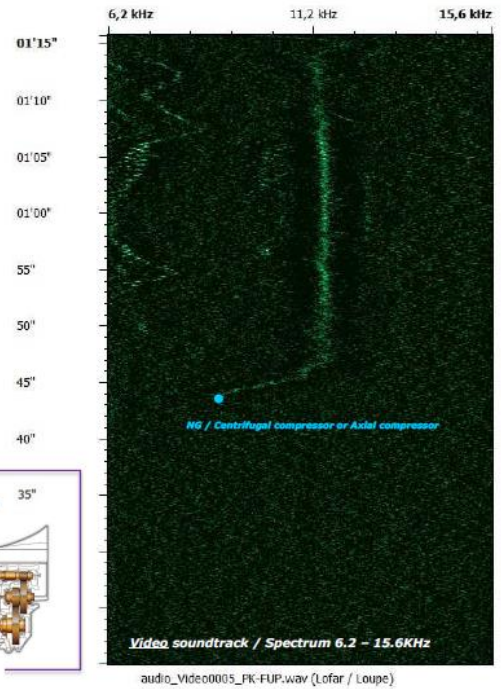 6,2 kHz 11,2 kHz 15,6 kHz
01'15"
01'10"
01'05"
01'00"
55"
50"
45"
NG / Centrifugal compressor or Axial compressor
40"
35"
Video soundtrack / Spectrum 6.2 – 15.6KHz
audio_Video0005_PK-FUP.wav (Lofar / Loupe)